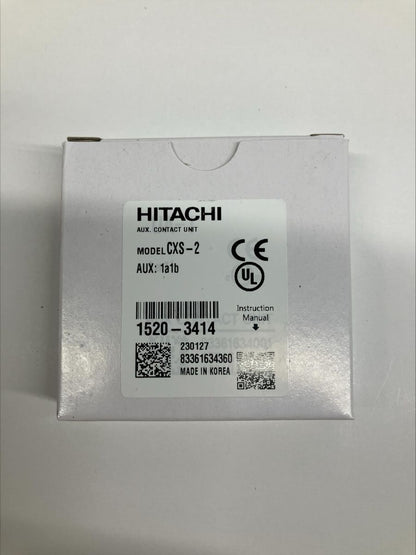 HITACHI
AUX. CONTACT UNIT
MODEL CXS-2
AUX: 1a1b
CE
UL
1520-3414
230127
83361634360
MADE IN KOREA
Instruction
Manual